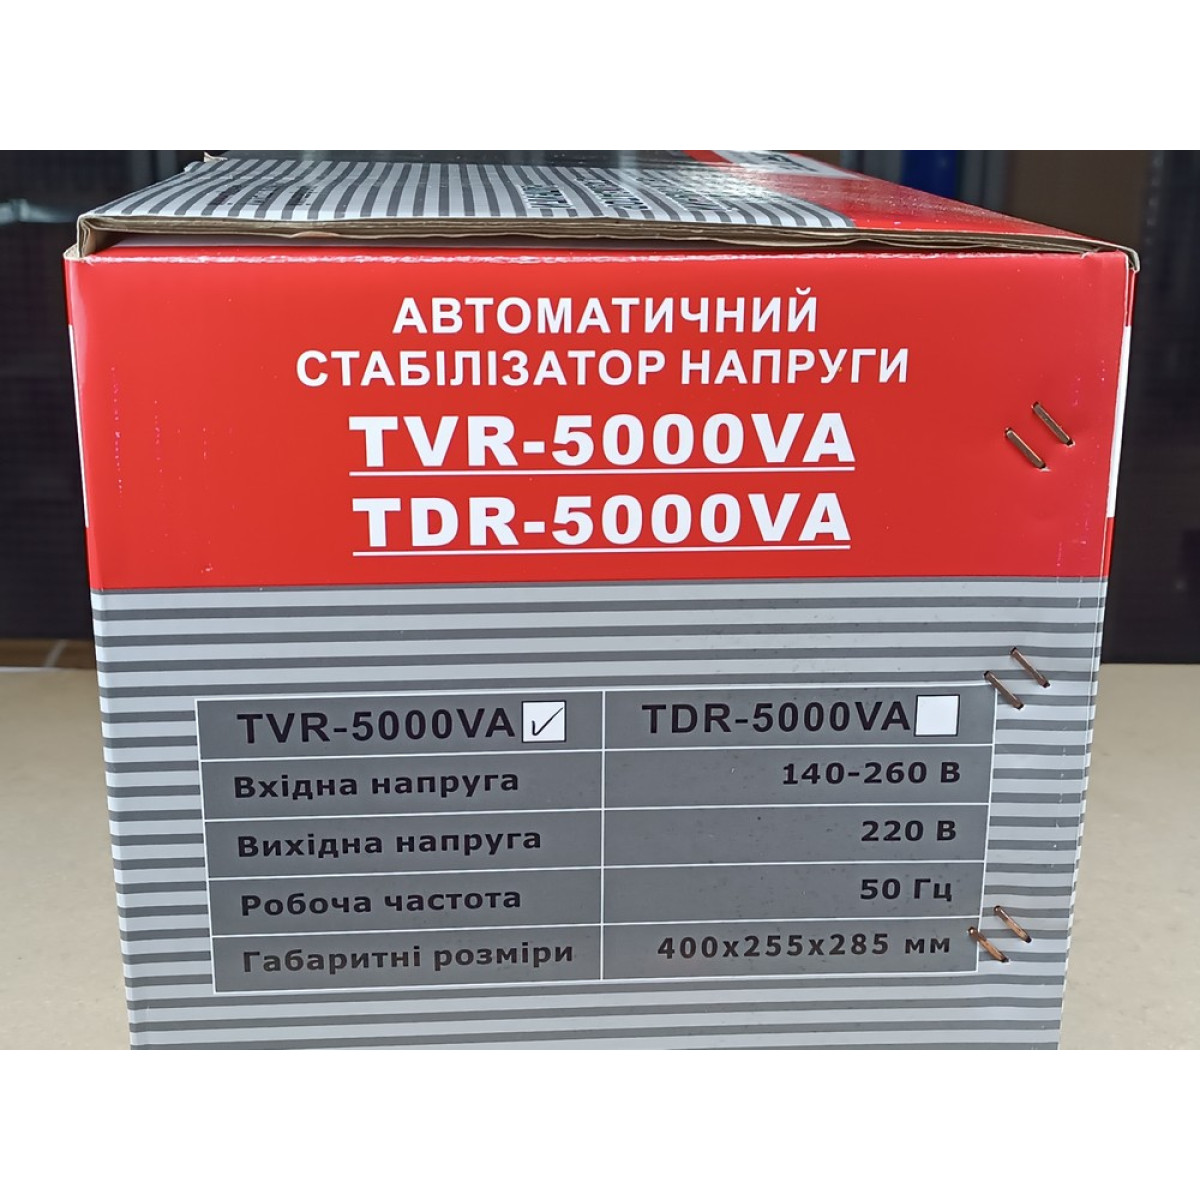 АВТОМАТИЧНИЙ
СТАБІЛІЗАТОР НАПРУГИ
TVR-5000VA
TDR-5000VA
TVR-5000VA TDR-5000VA
Вхідна напруга 140-260 В
Вихідна напруга 220 В
Робоча частота 50 Гц
Габаритні розміри 400x255x285 мм